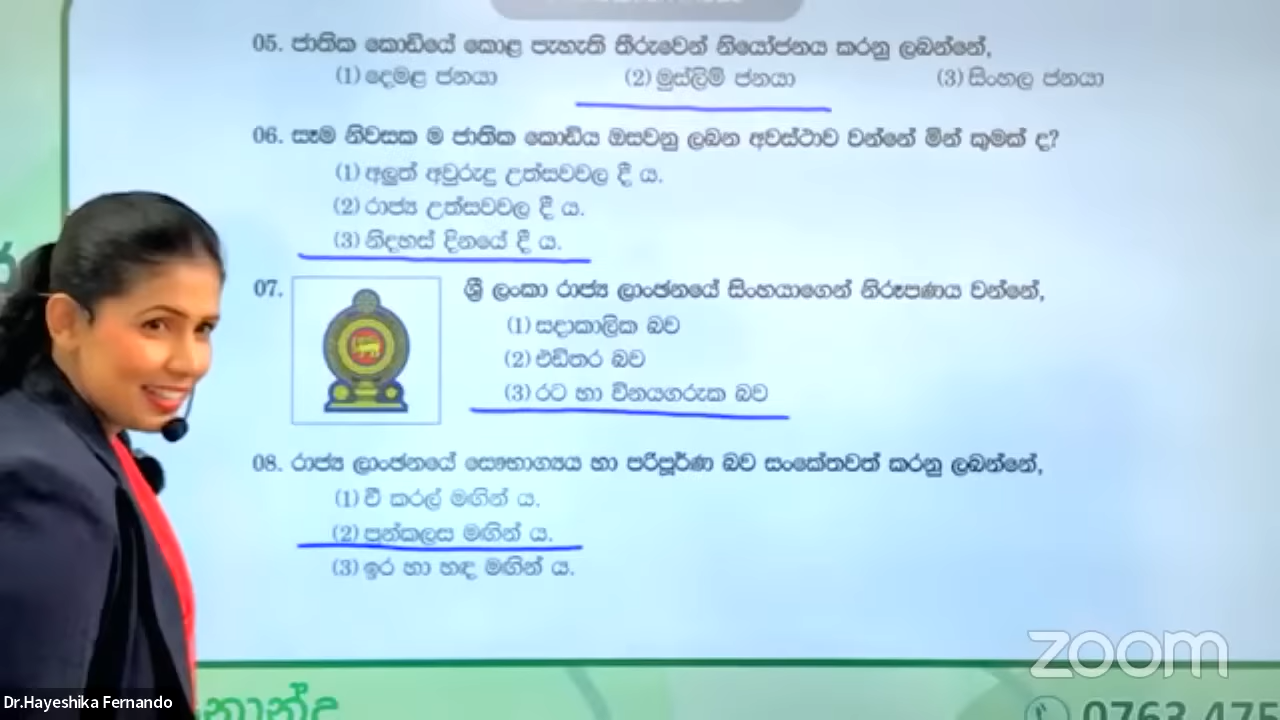 05. ජාතික කොඩියේ කොළ පැහැති තීරුවෙන් නියෝජනය කරනු ලබන්නේ,
(1) දෙමළ ජනයා (2) මුස්ලිම් ජනයා (3) සිංහල ජනයා
06. සෑම නිවසක ම ජාතික කොඩිය ඔසවනු ලබන අවස්ථාව වන්නේ මින් කුමක් ද?
(1) අලුත් අවුරුදු උත්සවවල දී ය.
(2) රාජ්‍ය උත්සවවල දී ය.
(3) නිදහස් දිනයේ දී ය.
07. ශ්‍රී ලංකා රාජ්‍ය ලාංඡනයේ සිංහයාගෙන් නිරූපණය වන්නේ,
(1) සදාකාලික බව
(2) එඩිතර බව
(3) රට හා විනයගරුක බව
08. රාජ්‍ය ලාංඡනයේ සෞභාග්‍යය හා පරිපූර්ණ බව සංකේතවත් කරනු ලබන්නේ,
(1) වී කරල් මගින් ය.
(2) පුන්කලස මගින් ය.
(3) ඉර හා හඳ මගින් ය.
zoom
Dr.Hayeshika Fernando
නාන්දු
0763 475